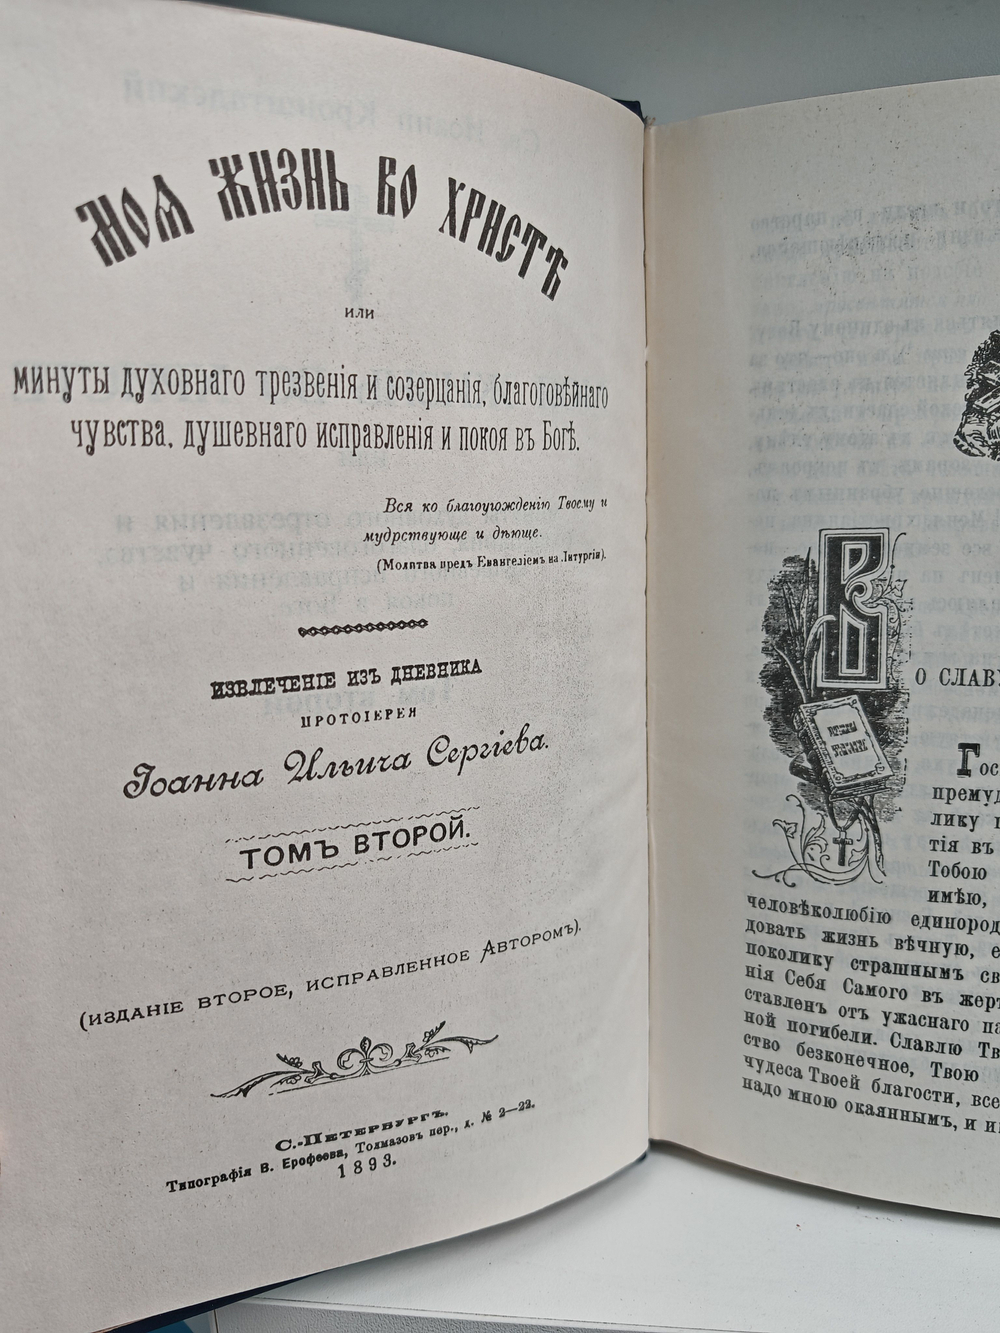 Моя жизнь во Христѣ
или
минуты духовнаго трезвенія и созерцанія, благоговѣйнаго
чувства, душевнаго исправленія и покоя въ Богѣ.
Вся ко благоугожденію Твоему и
мудрствующе и дѣюще.
(Молитва предъ Евангеліемъ на Литургіи).
ИЗВЛЕЧЕНІЕ ИЗЪ ДНЕВНИКА
ПРОТОІЕРЕЯ
Іоанна Ильича Сергіева.
ТОМЪ ВТОРОЙ.
(ИЗДАНІЕ ВТОРОЕ, ИСПРАВЛЕННОЕ АВТОРОМЪ).
С.-ПЕТЕРБУРГЪ.
Типографія В. Ерофеева, Толмазовъ пер., д. № 2—22.
1893.
ВО СЛАВУ
Гос
премуд
лику
тія въ
Тобою
имѣю,
человѣколюбію единород
довать жизнь вѣчную,
поколику страшнымъ св
нія Себя Самого въ жер
ставленъ отъ ужаснаго па
ной погибели. Славлю Тв
ство безконечное, Твою
чудеса Твоей благости, все
надо мною окаяннымъ, и